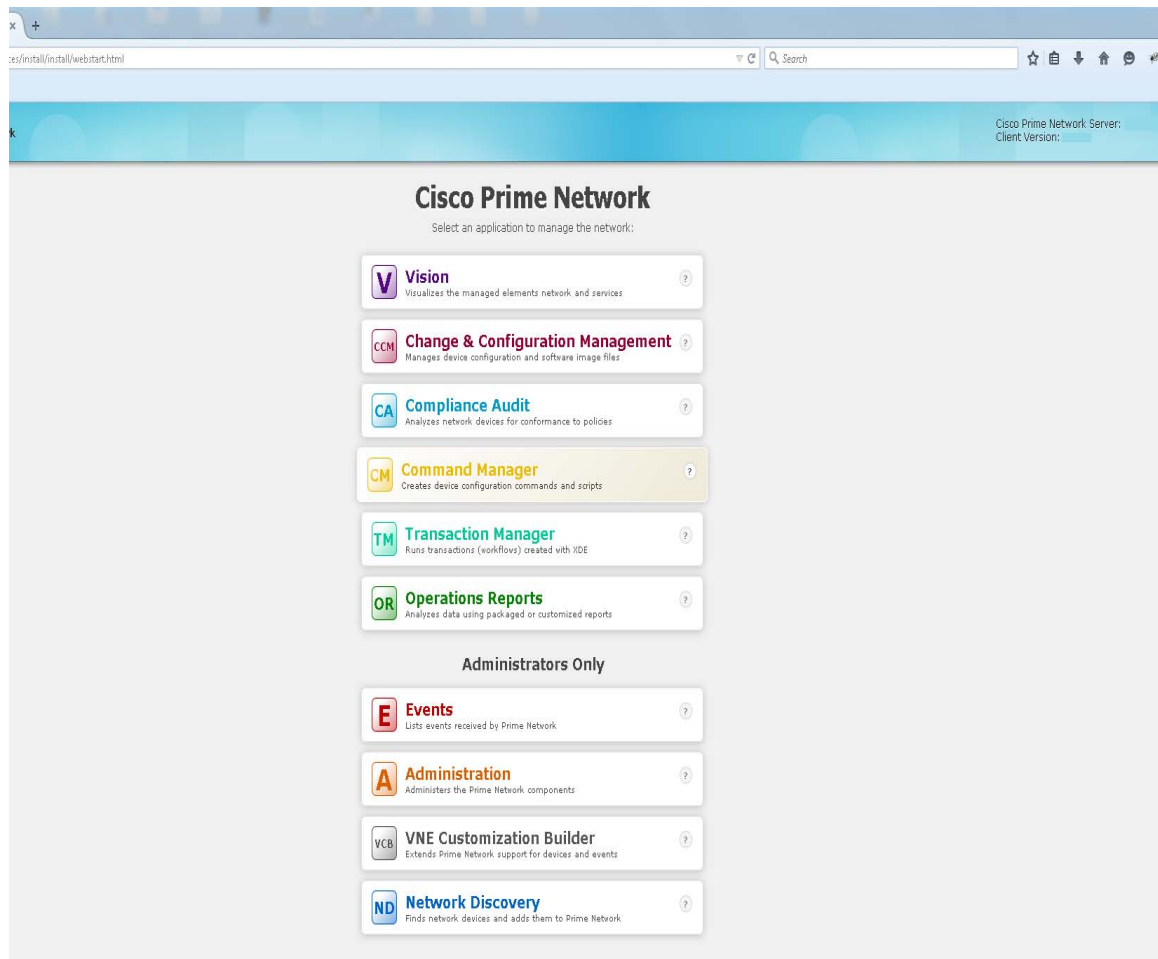 x +
ces/install/install/webstart.html
Search
k
Cisco Prime Network Server:
Client Version:
Cisco Prime Network
Select an application to manage the network:
V
Vision
?
Visualizes the managed elements network and services
CCM
Change & Configuration Management
?
Manages device configuration and software image files
CA
Compliance Audit
?
Analyzes network devices for conformance to policies
CM
Command Manager
?
Creates device configuration commands and scripts
TM
Transaction Manager
?
Runs transactions (workflows) created with XDE
OR
Operations Reports
?
Analyzes data using packaged or customized reports
Administrators Only
E
Events
?
Lists events received by Prime Network
A
Administration
?
Administers the Prime Network components
VCB
VNE Customization Builder
?
Extends Prime Network support for devices and events
ND
Network Discovery
?
Finds network devices and adds them to Prime Network